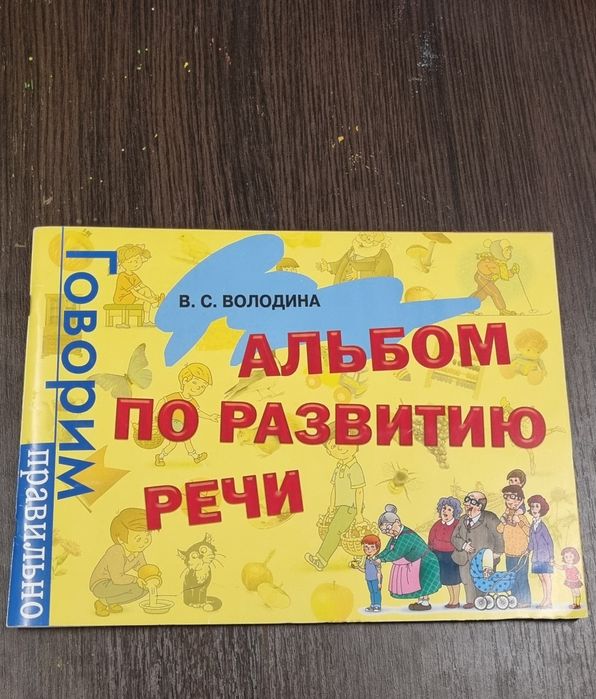 Говорим
правильно
В. С. ВОЛОДИНА
АЛЬБОМ
ПО РАЗВИТИЮ
РЕЧИ